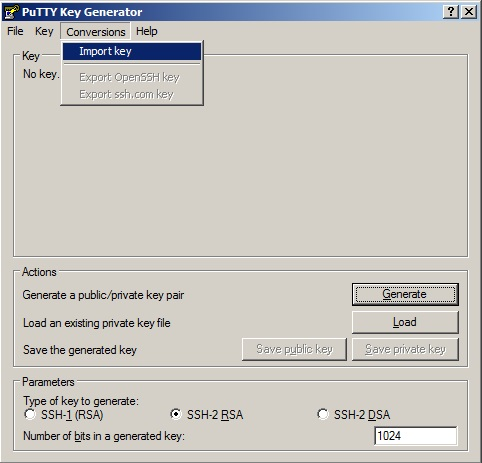 PuTTY Key Generator
File Key Conversions Help
Import key
Export OpenSSH key
Export ssh.com key
Key
No key.
Actions
Generate a public/private key pair Generate
Load an existing private key file Load
Save the generated key Save public key Save private key
Parameters
Type of key to generate:
SSH-1 (RSA) SSH-2 RSA SSH-2 DSA
Number of bits in a generated key: 1024